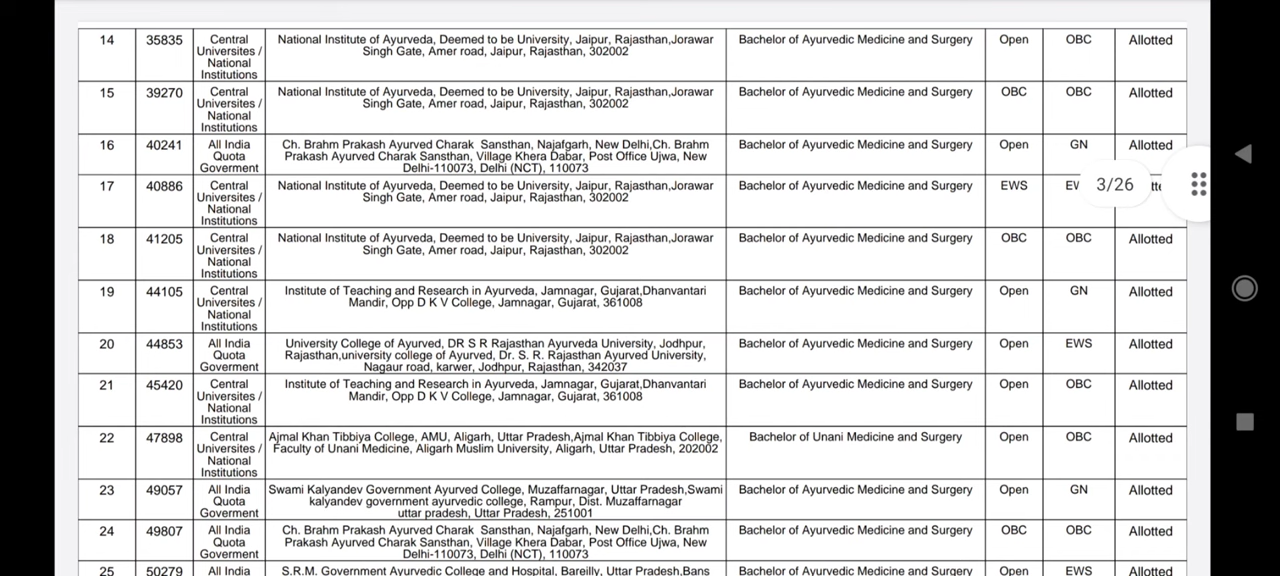 14 35835 Central National Institute of Ayurveda, Deemed to be University, Jaipur, Rajasthan,Jorawar Bachelor of Ayurvedic Medicine and Surgery Open OBC Allotted
Universites / Singh Gate, Amer road, Jaipur, Rajasthan, 302002
National
Institutions
15 39270 Central National Institute of Ayurveda, Deemed to be University, Jaipur, Rajasthan,Jorawar Bachelor of Ayurvedic Medicine and Surgery OBC OBC Allotted
Universites / Singh Gate, Amer road, Jaipur, Rajasthan, 302002
National
Institutions
16 40241 All India Ch. Brahm Prakash Ayurved Charak Sansthan, Najafgarh, New Delhi,Ch. Brahm Bachelor of Ayurvedic Medicine and Surgery Open GN Allotted
Quota Prakash Ayurved Charak Sansthan, Village Khera Dabar, Post Office Ujwa, New
Goverment Delhi-110073, Delhi (NCT), 110073
17 40886 Central National Institute of Ayurveda, Deemed to be University, Jaipur, Rajasthan,Jorawar Bachelor of Ayurvedic Medicine and Surgery EWS 3/26
Universites / Singh Gate, Amer road, Jaipur, Rajasthan, 302002
National
Institutions
18 41205 Central National Institute of Ayurveda, Deemed to be University, Jaipur, Rajasthan,Jorawar Bachelor of Ayurvedic Medicine and Surgery OBC OBC Allotted
Universites / Singh Gate, Amer road, Jaipur, Rajasthan, 302002
National
Institutions
19 44105 Central Institute of Teaching and Research in Ayurveda, Jamnagar, Gujarat,Dhanvantari Bachelor of Ayurvedic Medicine and Surgery Open GN Allotted
Universites / Mandir, Opp D K V College, Jamnagar, Gujarat, 361008
National
Institutions
20 44853 All India University College of Ayurved, DR S R Rajasthan Ayurveda University, Jodhpur, Bachelor of Ayurvedic Medicine and Surgery Open EWS Allotted
Quota Rajasthan,university college of Ayurved, Dr. S. R. Rajasthan Ayurved University,
Goverment Nagaur road, karwer, Jodhpur, Rajasthan, 342037
21 45420 Central Institute of Teaching and Research in Ayurveda, Jamnagar, Gujarat,Dhanvantari Bachelor of Ayurvedic Medicine and Surgery Open OBC Allotted
Universites / Mandir, Opp D K V College, Jamnagar, Gujarat, 361008
National
Institutions
22 47898 Central Ajmal Khan Tibbiya College, AMU, Aligarh, Uttar Pradesh,Ajmal Khan Tibbiya College, Bachelor of Unani Medicine and Surgery Open OBC Allotted
Universites / Faculty of Unani Medicine, Aligarh Muslim University, Aligarh, Uttar Pradesh, 202002
National
Institutions
23 49057 All India Swami Kalyandev Government Ayurved College, Muzaffarnagar, Uttar Pradesh,Swami Bachelor of Ayurvedic Medicine and Surgery Open GN Allotted
Quota kalyandev government ayurvedic college, Rampur, Dist. Muzaffarnagar
Goverment uttar pradesh, Uttar Pradesh, 251001
24 49807 All India Ch. Brahm Prakash Ayurved Charak Sansthan, Najafgarh, New Delhi,Ch. Brahm Bachelor of Ayurvedic Medicine and Surgery OBC OBC Allotted
Quota Prakash Ayurved Charak Sansthan, Village Khera Dabar, Post Office Ujwa, New
Goverment Delhi-110073, Delhi (NCT), 110073
25 50279 All India S.R.M. Government Ayurvedic College and Hospital, Bareilly, Uttar Pradesh,Bans Bachelor of Ayurvedic Medicine and Surgery Open EWS Allotted